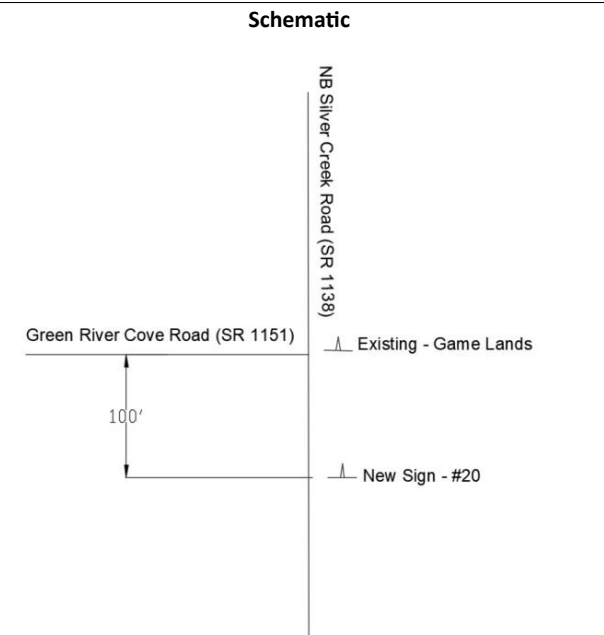 Schematic
NB Silver Creek Road (SR 1138)
Green River Cove Road (SR 1151)
Existing - Game Lands
100'
New Sign - #20